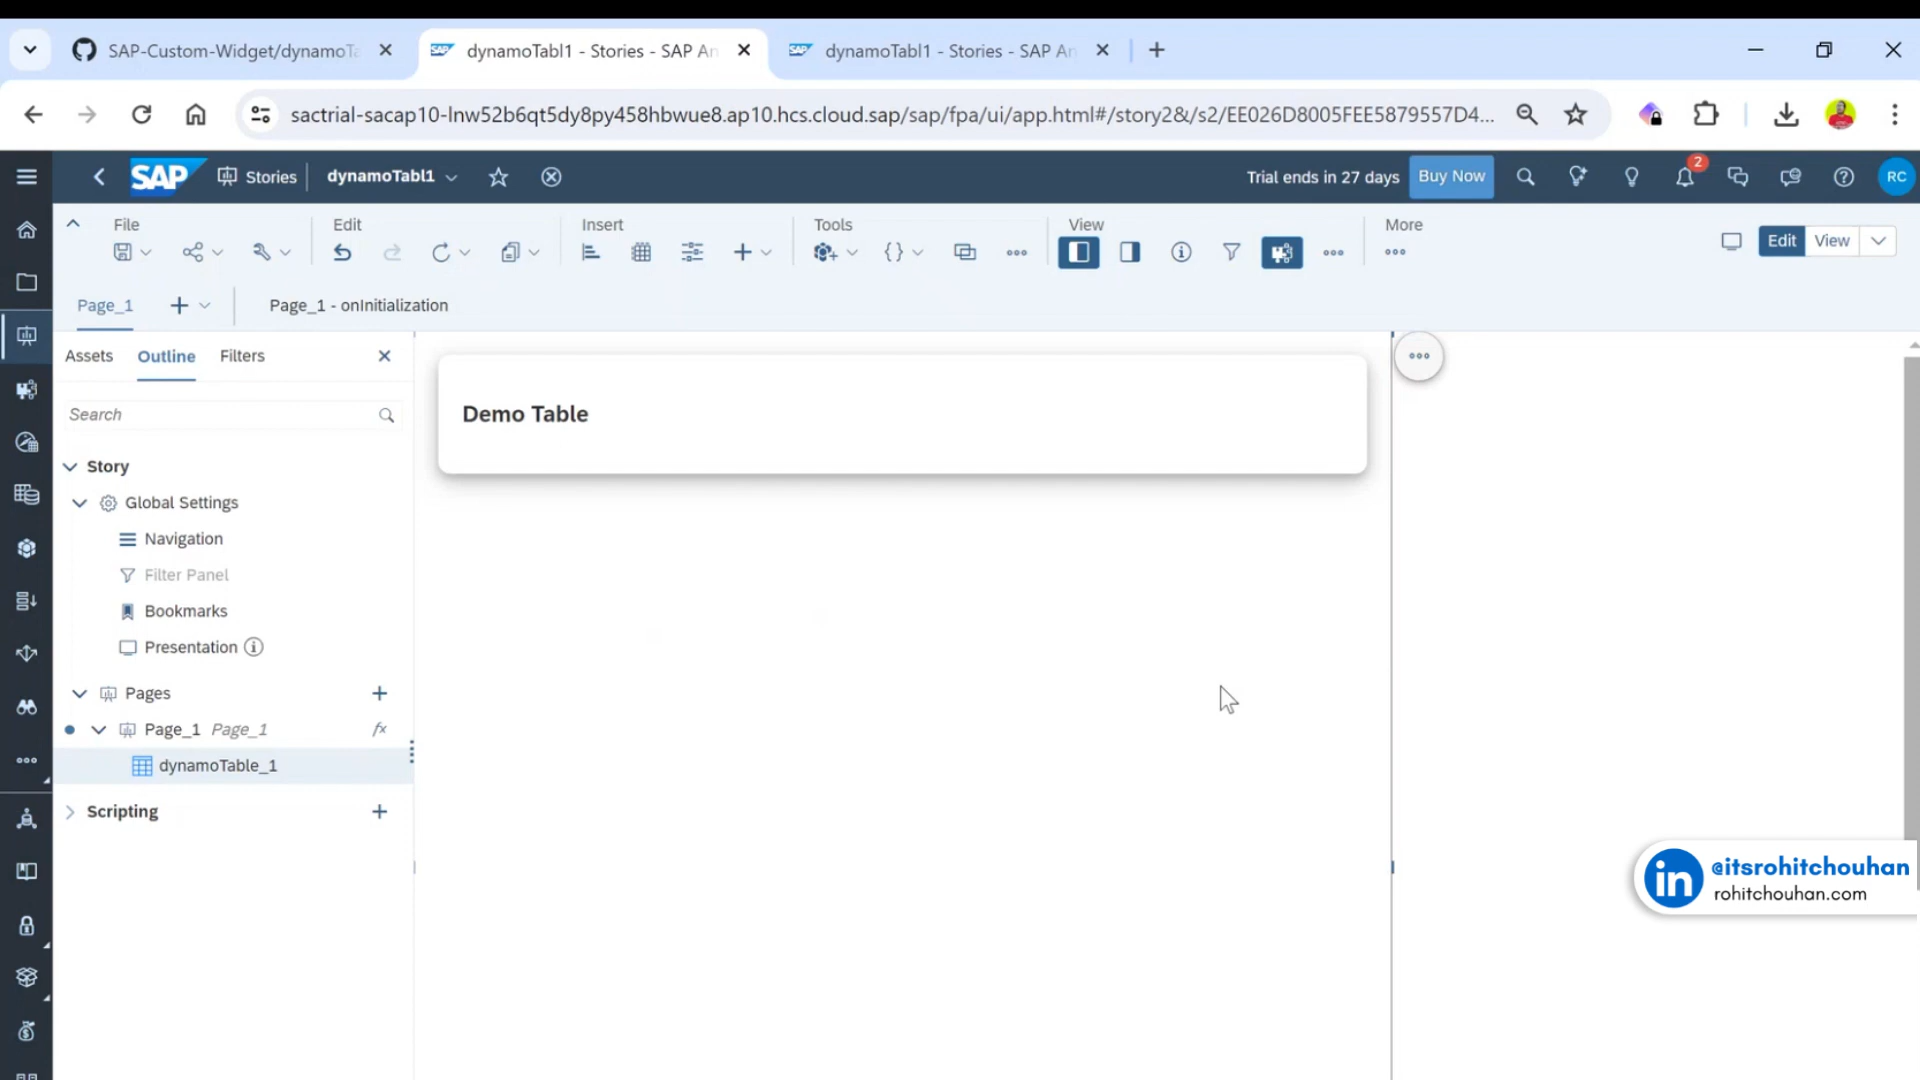 SAP-Custom-Widget/dynamoTa
dynamoTabl1 - Stories - SAP An
dynamoTabl1 - Stories - SAP An
sactrial-sacap10-lnw52b6qt5dy8py458hbwue8.ap10.hcs.cloud.sap/sap/fpa/ui/app.html#/story2&/s2/EE026D8005FEE5879557D4...
SAP Stories dynamoTabl1 Trial ends in 27 days Buy Now 2 RC
File Edit Insert Tools View More
Edit View
Page_1 Page_1 - onInitialization
Assets Outline Filters
Search
Demo Table
Story
Global Settings
Navigation
Filter Panel
Bookmarks
Presentation
Pages
Page_1 Page_1 fx
dynamoTable_1
Scripting
in @itsrohitchouhan
rohitchouhan.com